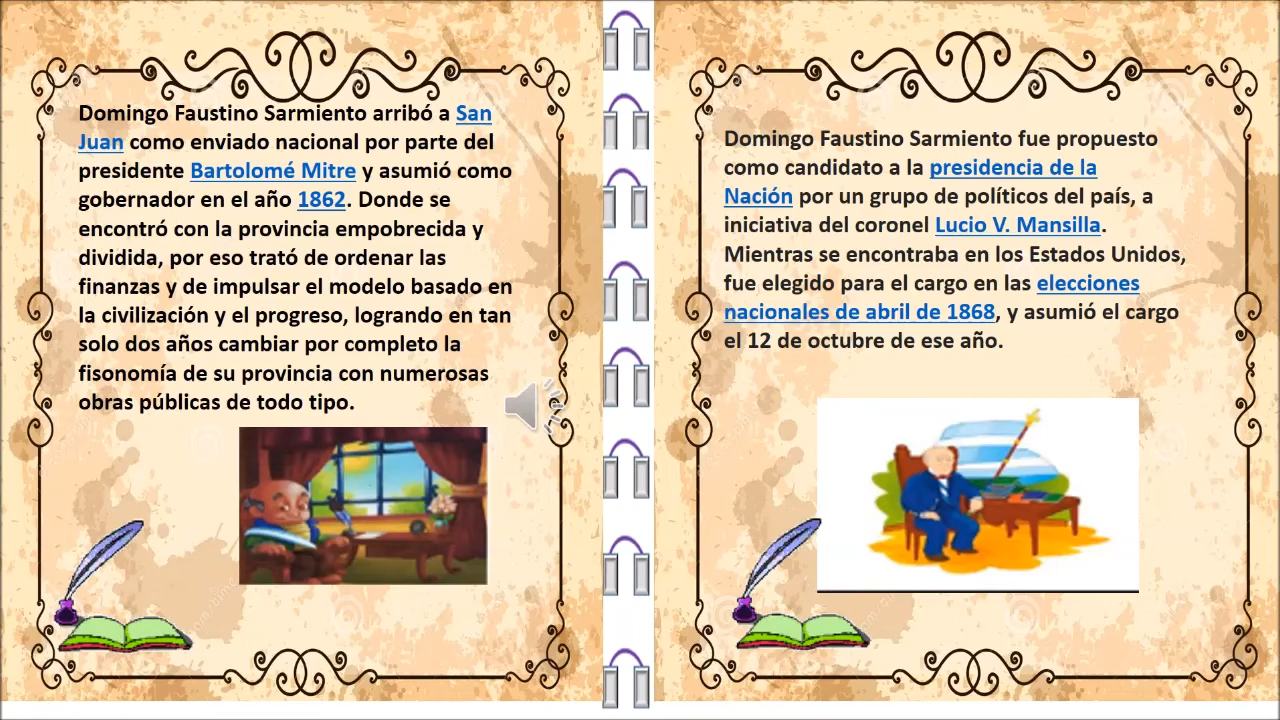 Domingo Faustino Sarmiento arribó a San
Juan como enviado nacional por parte del
presidente Bartolomé Mitre y asumió como
gobernador en el año 1862. Donde se
encontró con la provincia empobrecida y
dividida, por eso trató de ordenar las
finanzas y de impulsar el modelo basado en
la civilización y el progreso, logrando en tan
solo dos años cambiar por completo la
fisonomía de su provincia con numerosas
obras públicas de todo tipo.
Domingo Faustino Sarmiento fue propuesto
como candidato a la presidencia de la
Nación por un grupo de políticos del país, a
iniciativa del coronel Lucio V. Mansilla.
Mientras se encontraba en los Estados Unidos,
fue elegido para el cargo en las elecciones
nacionales de abril de 1868, y asumió el cargo
el 12 de octubre de ese año.